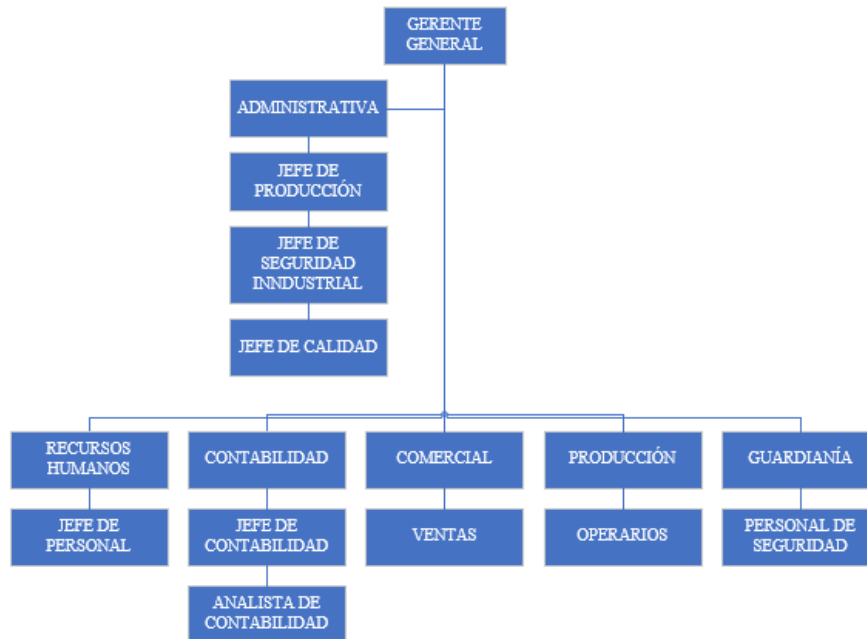 GERENTE
GENERAL
ADMINISTRATIVA
JEFE DE
PRODUCCIÓN
JEFE DE
SEGURIDAD
INNDUSTRIAL
JEFE DE CALIDAD
RECURSOS
HUMANOS
CONTABILIDAD
COMERCIAL
PRODUCCIÓN
GUARDIANÍA
JEFE DE
PERSONAL
JEFE DE
CONTABILIDAD
VENTAS
OPERARIOS
PERSONAL DE
SEGURIDAD
ANALISTA DE
CONTABILIDAD